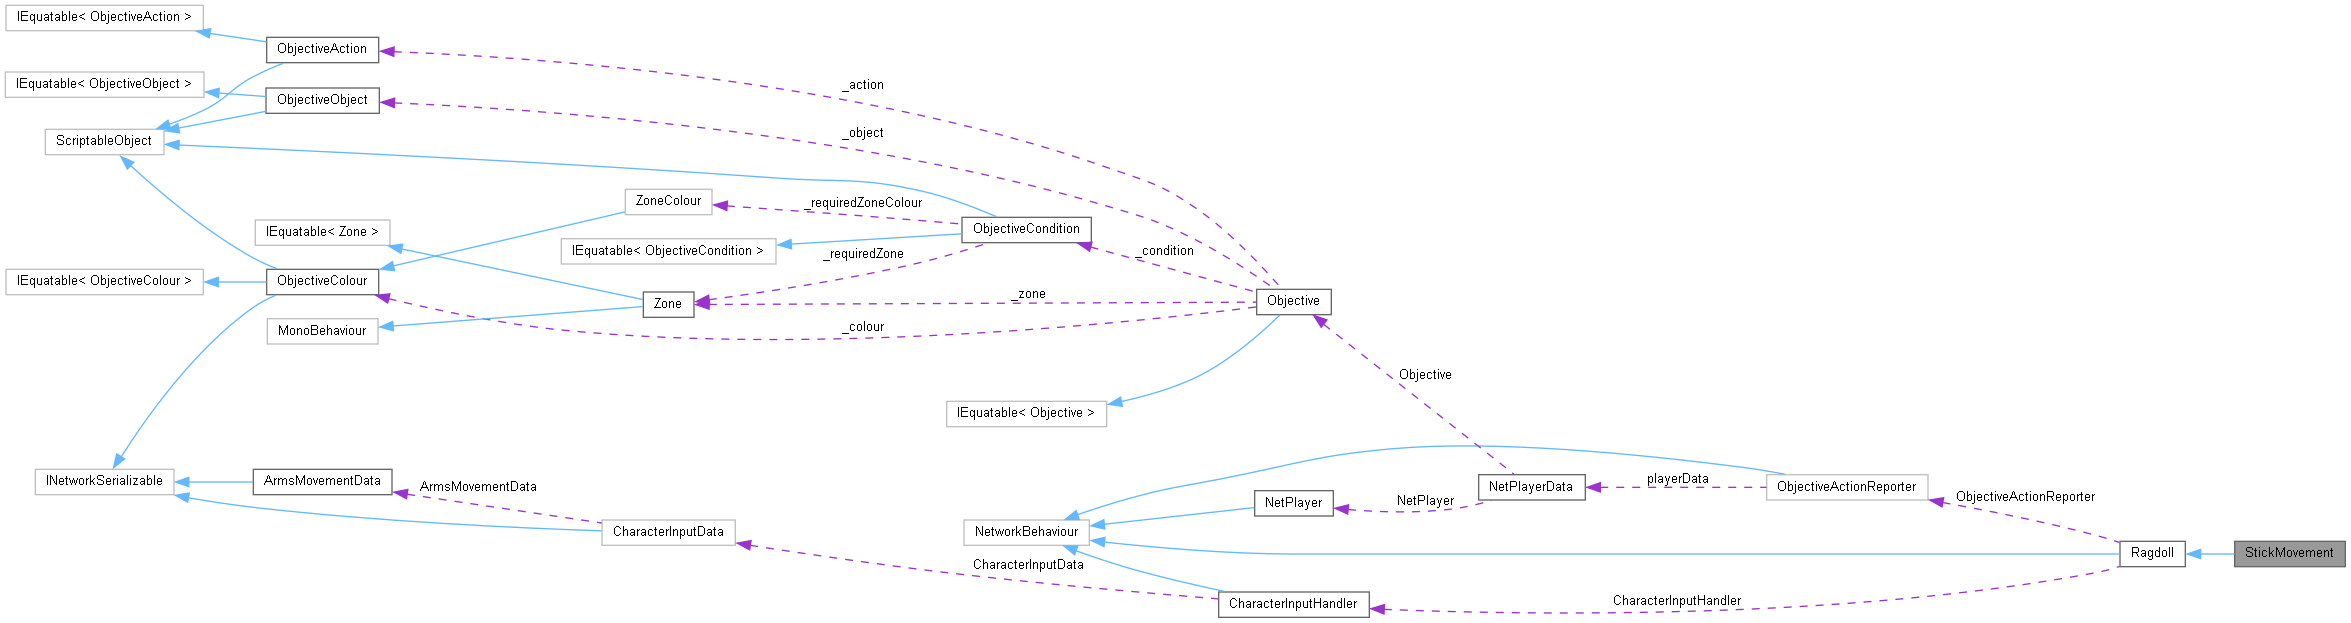 IEquatable< ObjectiveAction >
ObjectiveAction
IEquatable< ObjectiveObject >
_action
ObjectiveObject
_object
ScriptableObject
ZoneColour
_requiredZoneColour
IEquatable< Zone >
ObjectiveCondition
IEquatable< ObjectiveCondition >
_condition
_requiredZone
IEquatable< ObjectiveColour >
ObjectiveColour
_zone
Zone
Objective
MonoBehaviour
_colour
Objective
IEquatable< Objective >
INetworkSerializable
ArmsMovementData
ArmsMovementData
playerData
NetPlayerData
ObjectiveActionReporter
ObjectiveActionReporter
NetPlayer
NetPlayer
CharacterInputData
NetworkBehaviour
Ragdoll
StickMovement
CharacterInputData
CharacterInputHandler
CharacterInputHandler